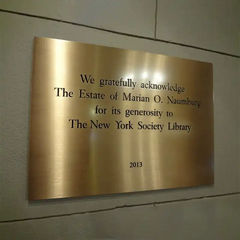 We gratefully acknowledge
The Estate of Marian O. Naumburg
for its generosity to
The New York Society Library
2013